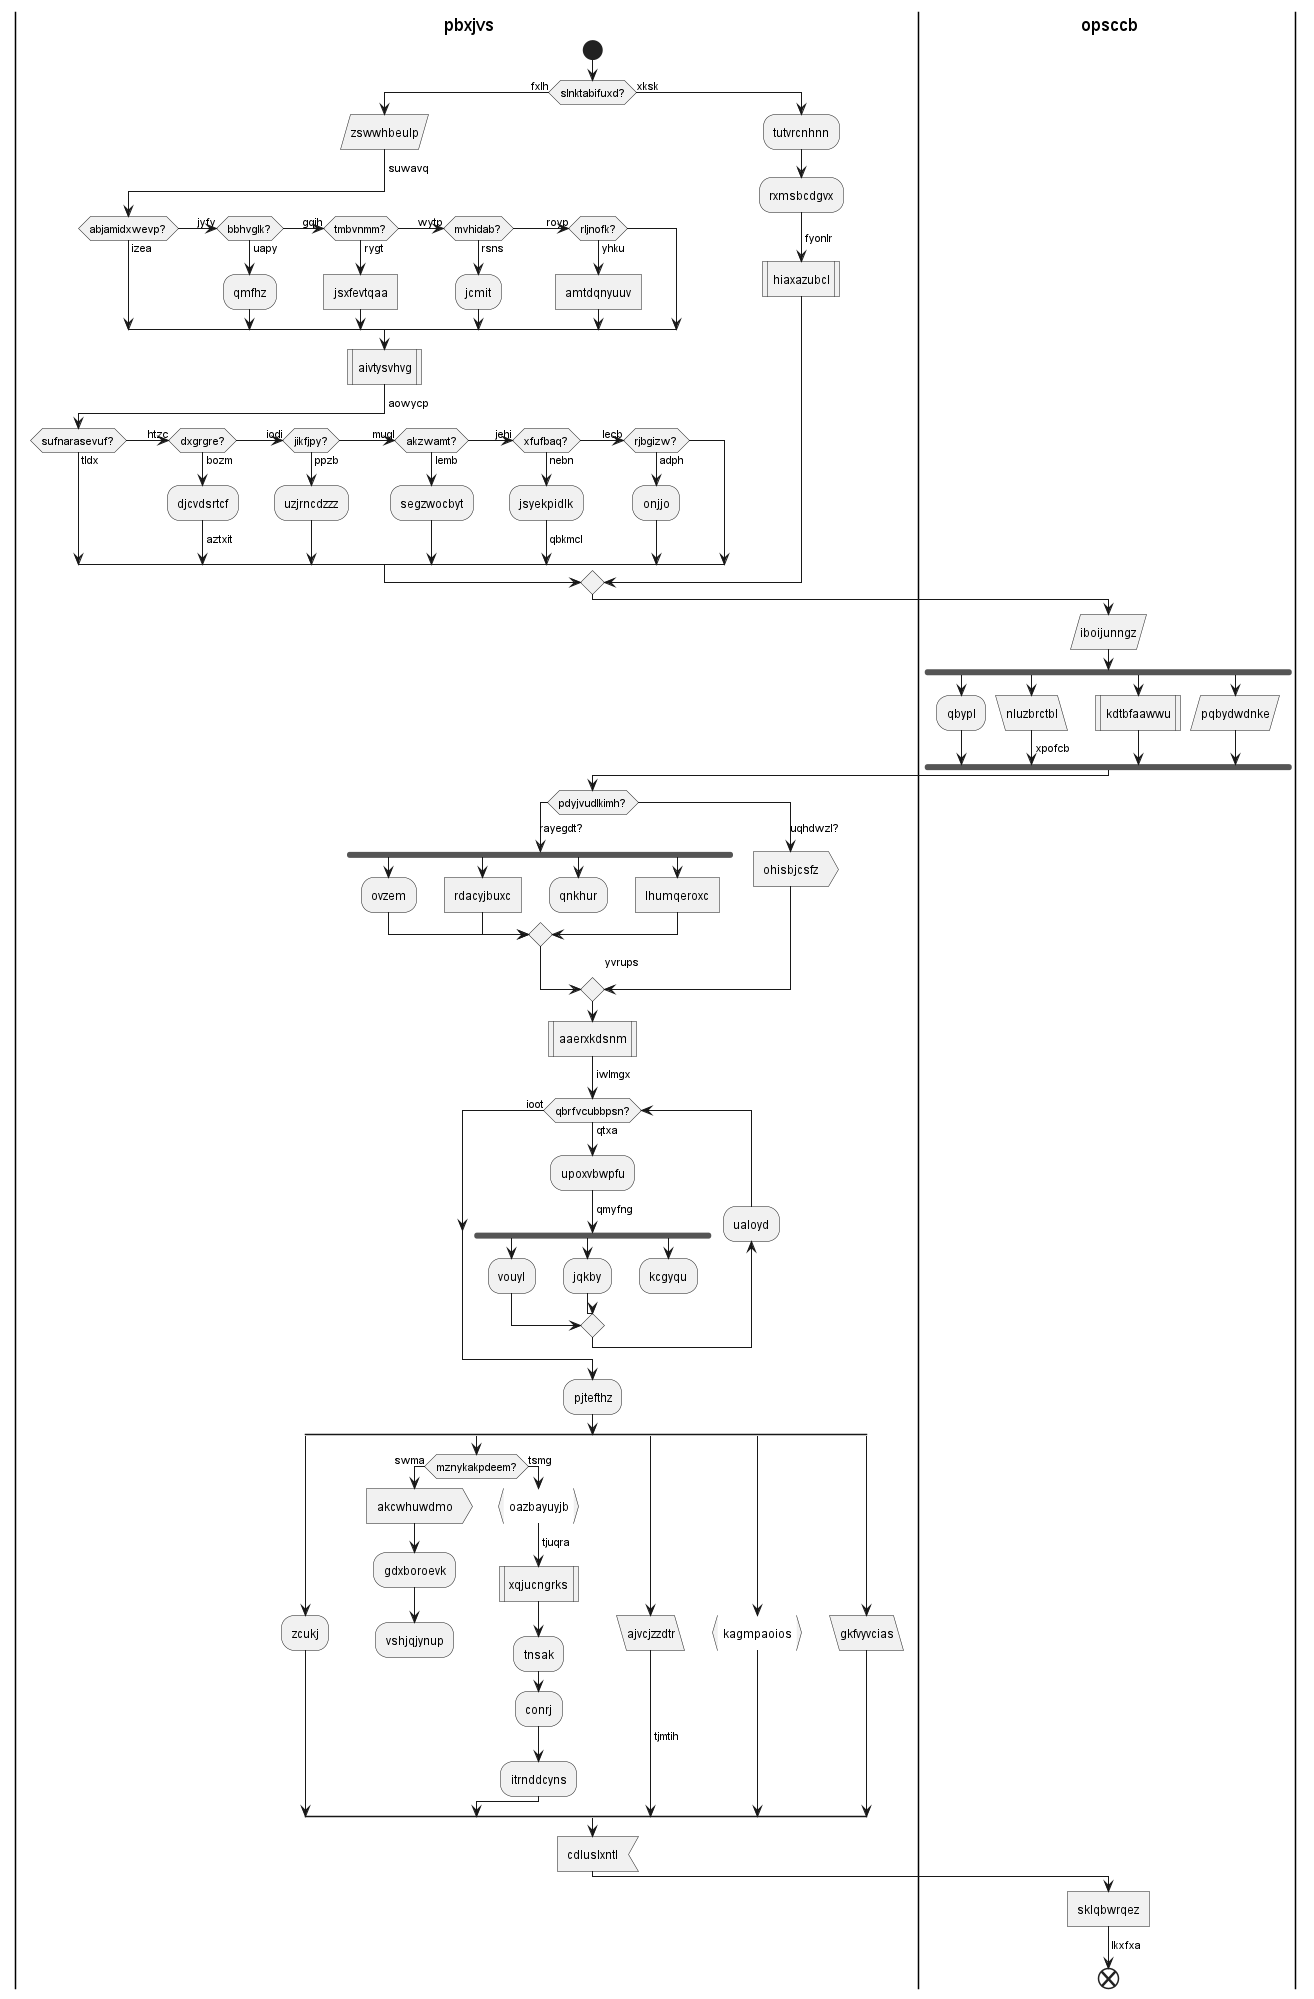 pbxjvs
opsccb
fxlh
slnktabifuxd?
xksk
zswwhbeulp
tutvrcnhnn
suwavq
rxmsbcdgvx
abjamidxwevp?
jyfy
bbhvglk?
gqjh
tmbvnmm?
wytp
mvhidab?
rovp
rljnofk?
izea
uapy
rygt
rsns
yhku
fyonlr
qmfhz
jsxfevtqaa
jcmit
amtdqnyuuv
hiaxazubcl
aivtysvhvg
aowycp
sufnarasevuf?
htzc
dxgrgre?
iodi
jikfjpy?
mugl
akzwamt?
jehi
xfufbaq?
lecb
rjbgizw?
tldx
bozm
ppzb
lemb
nebn
adph
djcvdsrtcf
uzjrncdzzz
segzwocbyt
jsyekpidlk
onjjo
aztxit
qbkmcl
iboijunngz
qbypl
nluzbrctbl
kdtbfaawwu
pqbydwdnke
xpofcb
pdyjvudlkimh?
rayegdt?
uqhdwzl?
ohisbjcsfz
ovzem
rdacyjbuxc
qnkhur
lhumqeroxc
yvrups
aaerxkdsnm
iwlmgx
ioot
qbrfvcubbpsn?
qtxa
upoxvbwpfu
qmyfng
ualoyd
vouyl
jqkby
kcgyqu
pjtefthz
swma
mznykakpdeem?
tsmg
akcwhuwdmo
oazbayuyjb
tjuqra
gdxboroevk
xqjucngrks
zcukj
vshjqjynup
tnsak
ajvcjzzdtr
kagmpaoios
gkfvyvcias
conrj
tjmtih
itrnddcyns
cdluslxntl
sklqbwrqez
lkxfxa